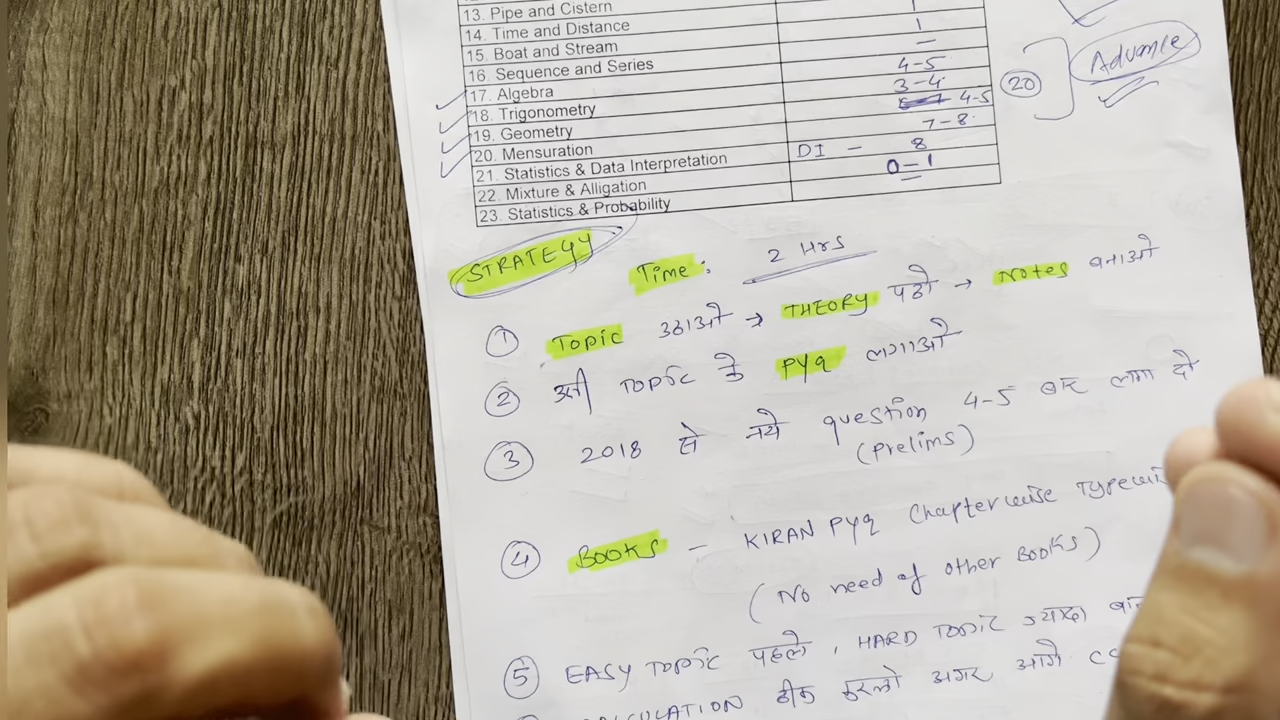 13. Pipe and Cistern 1
14. Time and Distance 1
15. Boat and Stream —
16. Sequence and Series 4-5
17. Algebra 3-4
18. Trigonometry 4-5
19. Geometry 7-8
20. Mensuration DI - 8
21. Statistics & Data Interpretation 0-1
22. Mixture & Alligation
23. Statistics & Probability
20
Advance
STRATEGY Time: 2 Hrs
① Topic उठाओ → THEORY पढ़ो → Notes बनाओ
② उसी TOPIC के PYQ लगाओ
③ 2018 से नये question 4-5 बार लगा दो
(Prelims)
④ BOOKS - KIRAN PYQ Chapterwise
(No need of other BOOKS)
⑤ EASY TOPIC पहले, HARD TOPIC ज्यादा
ठीक करलो अगर आगे